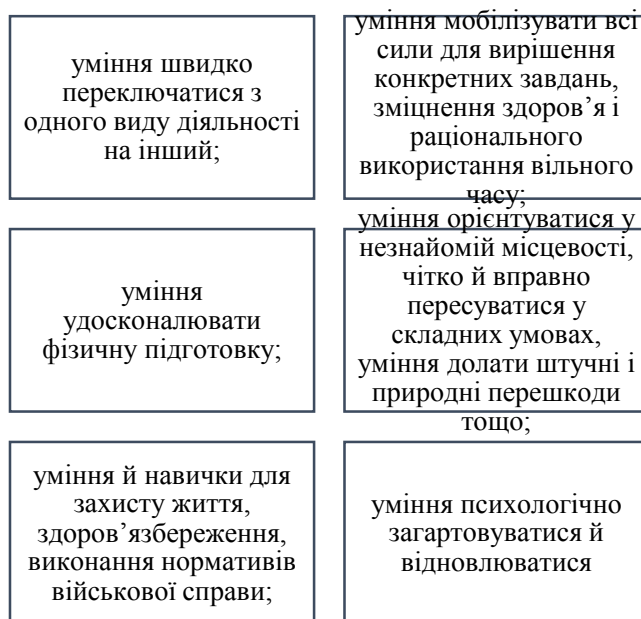 уміння швидко
переключатися з
одного виду діяльності
на інший;
уміння мобілізувати всі
сили для вирішення
конкретних завдань,
зміцнення здоров’я і
раціонального
використання вільного
часу;
уміння
удосконалювати
фізичну підготовку;
уміння орієнтуватися у
незнайомій місцевості,
чітко й вправно
пересуватися у
складних умовах,
уміння долати штучні і
природні перешкоди
тощо;
уміння й навички для
захисту життя,
здоров’язбереження,
виконання нормативів
військової справи;
уміння психологічно
загартовуватися й
відновлюватися